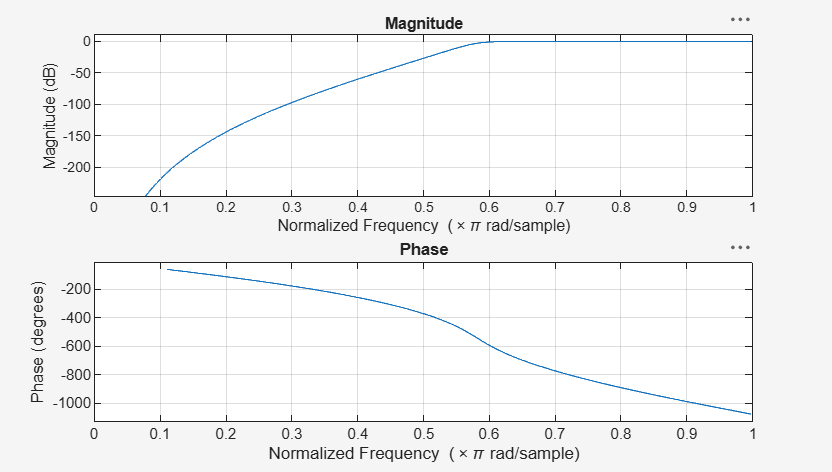 Magnitude
0
-50
-100
-150
-200
Magnitude (dB)
0 0.1 0.2 0.3 0.4 0.5 0.6 0.7 0.8 0.9 1
Normalized Frequency (× π rad/sample)
Phase
-200
-400
-600
-800
-1000
Phase (degrees)
0 0.1 0.2 0.3 0.4 0.5 0.6 0.7 0.8 0.9 1
Normalized Frequency (× π rad/sample)